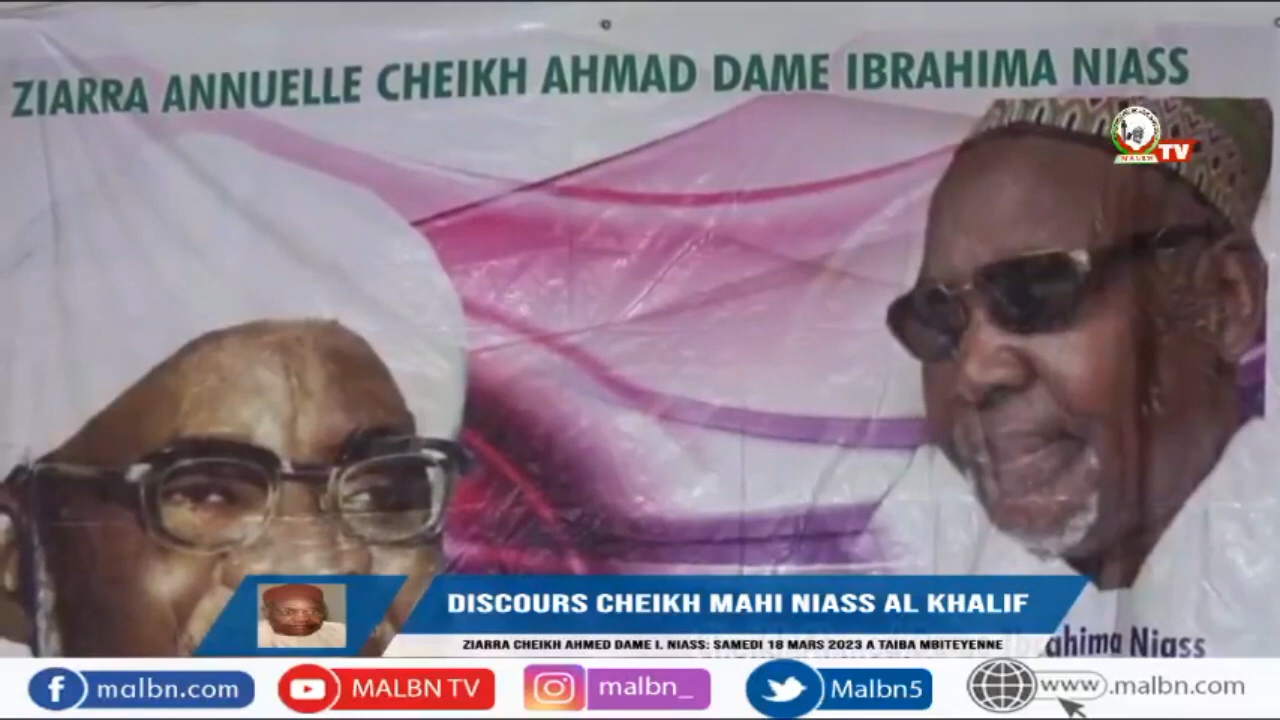 ZIARRA ANNUELLE CHEIKH AHMAD DAME IBRAHIMA NIASS
MALBN TV
DISCOURS CHEIKH MAHI NIASS AL KHALIF
ZIARRA CHEIKH AHMED DAME I. NIASS: SAMEDI 18 MARS 2023 A TAIBA MBITEYENNE
ahima Niass
malbn.com
MALBN TV
malbn_
Malbn5
www.malbn.com